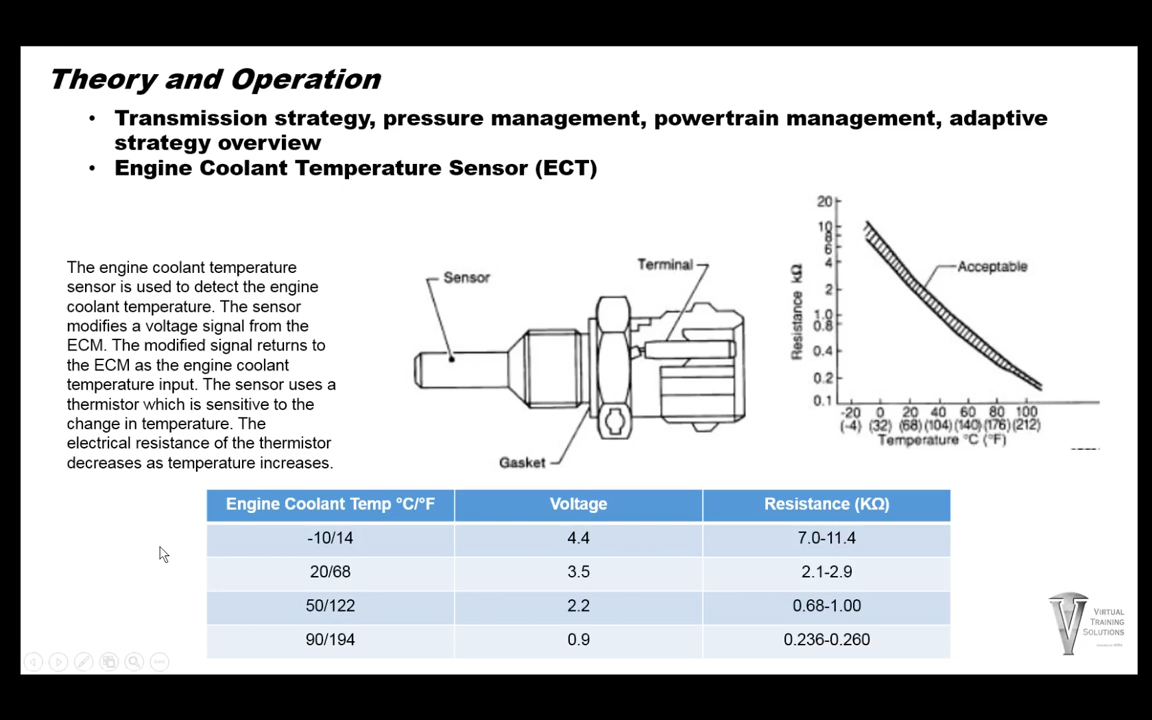 Theory and Operation
• Transmission strategy, pressure management, powertrain management, adaptive
strategy overview
• Engine Coolant Temperature Sensor (ECT)
The engine coolant temperature
sensor is used to detect the engine
coolant temperature. The sensor
modifies a voltage signal from the
ECM. The modified signal returns to
the ECM as the engine coolant
temperature input. The sensor uses a
thermistor which is sensitive to the
change in temperature. The
electrical resistance of the thermistor
decreases as temperature increases.
Sensor
Terminal
Gasket
20
10
8
6
4
2
1.0
0.8
0.4
0.2
0.1
Resistance kΩ
Acceptable
-20 0 20 40 60 80 100
(-4) (32) (68) (104) (140) (176) (212)
Temperature °C (°F)
Engine Coolant Temp °C/°F Voltage Resistance (KΩ)
-10/14 4.4 7.0-11.4
20/68 3.5 2.1-2.9
50/122 2.2 0.68-1.00
90/194 0.9 0.236-0.260
VIRTUAL
TRAINING
SOLUTIONS